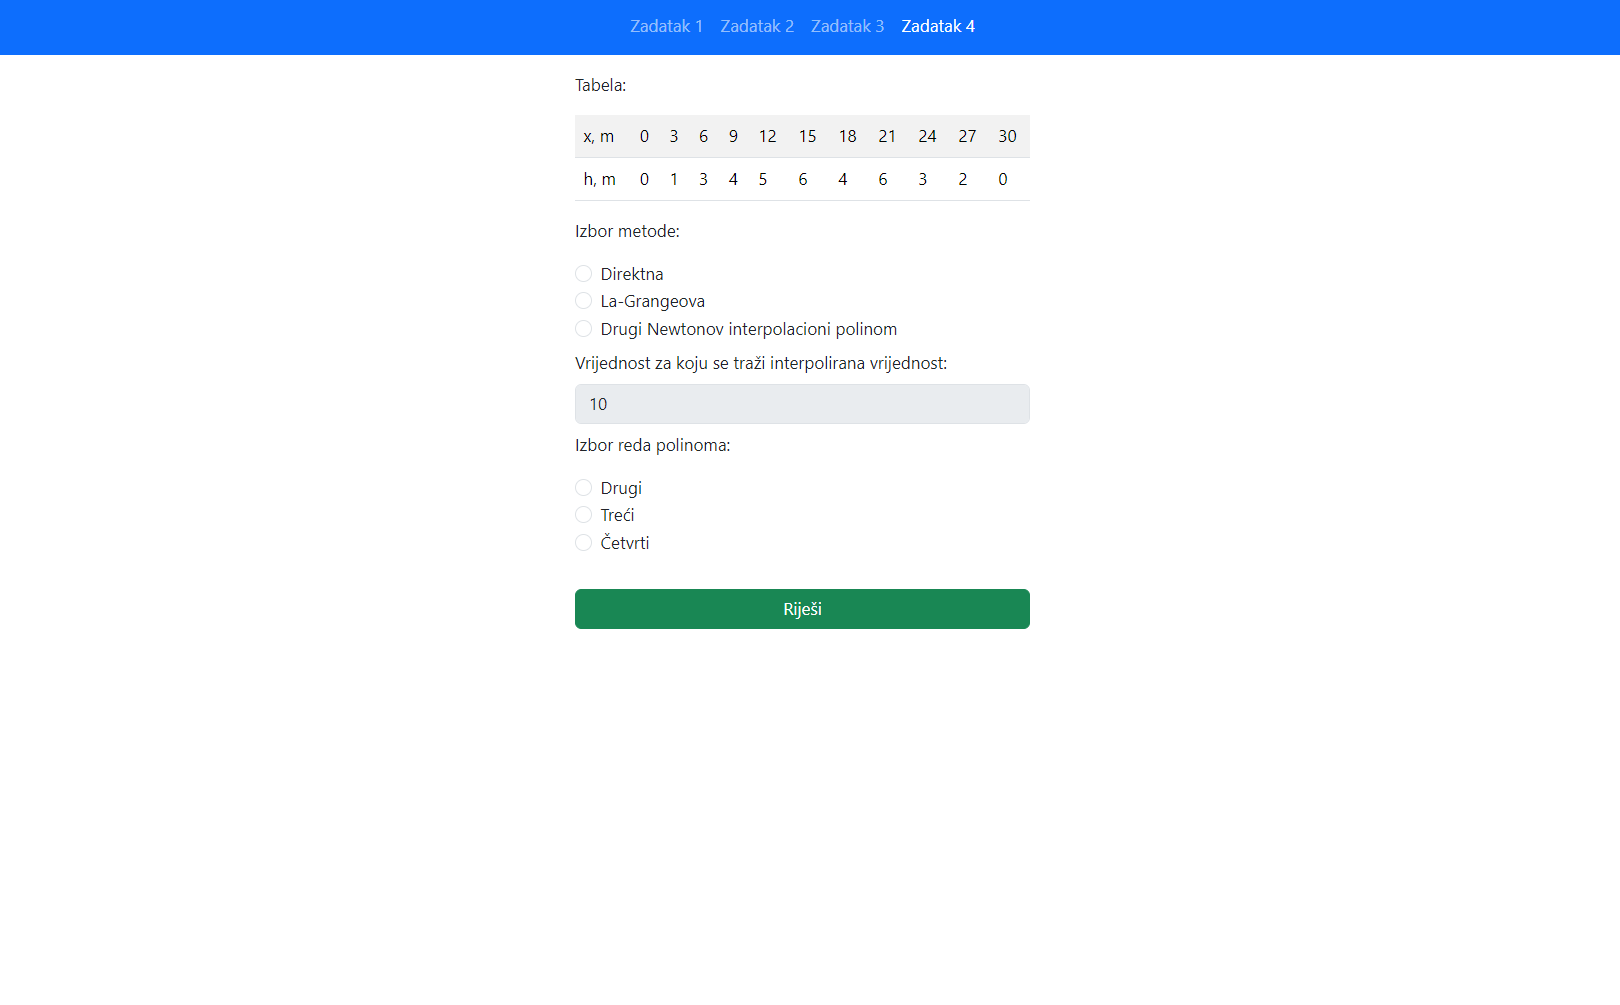 Zadatak 1 Zadatak 2 Zadatak 3 Zadatak 4
Tabela:
x, m 0 3 6 9 12 15 18 21 24 27 30
h, m 0 1 3 4 5 6 4 6 3 2 0
Izbor metode:
Direktna
La-Grangeova
Drugi Newtonov interpolacioni polinom
Vrijednost za koju se traži interpolirana vrijednost:
10
Izbor reda polinoma:
Drugi
Treći
Četvrti
Riješi